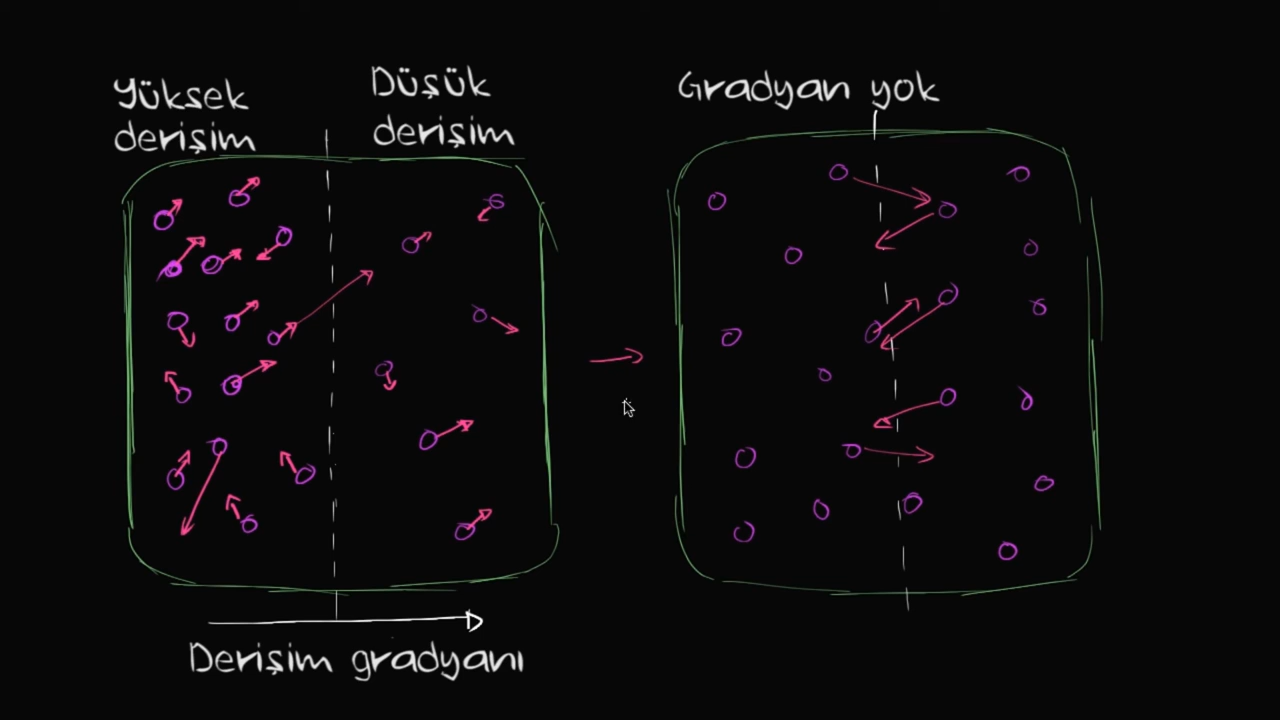 Yüksek
derişim
Düşük
derişim
Gradyan yok
Derişim gradyanı